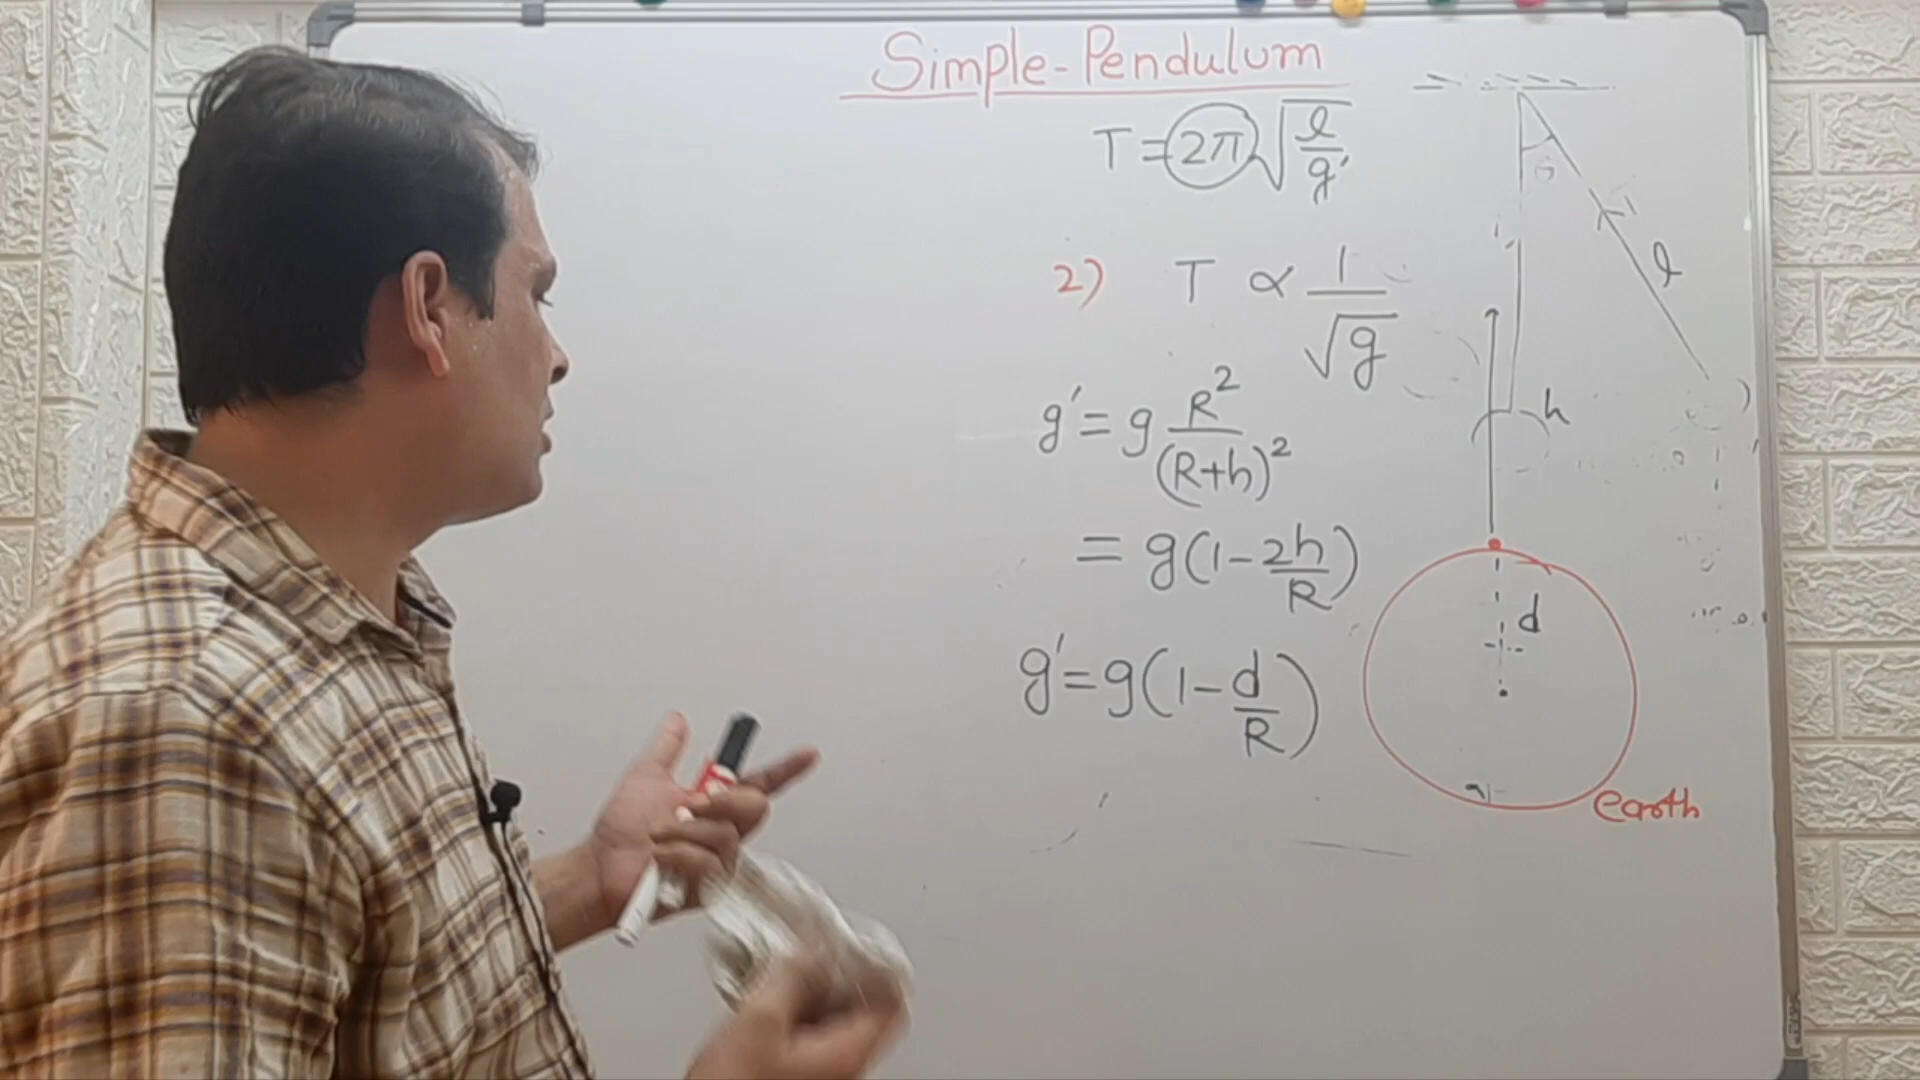 Simple-Pendulum
T = 2π √(l/g')
θ
l
2) T ∝ 1/√g
g' = g R²/(R+h)²
h
= g(1-2h/R)
d
g' = g(1-d/R)
earth